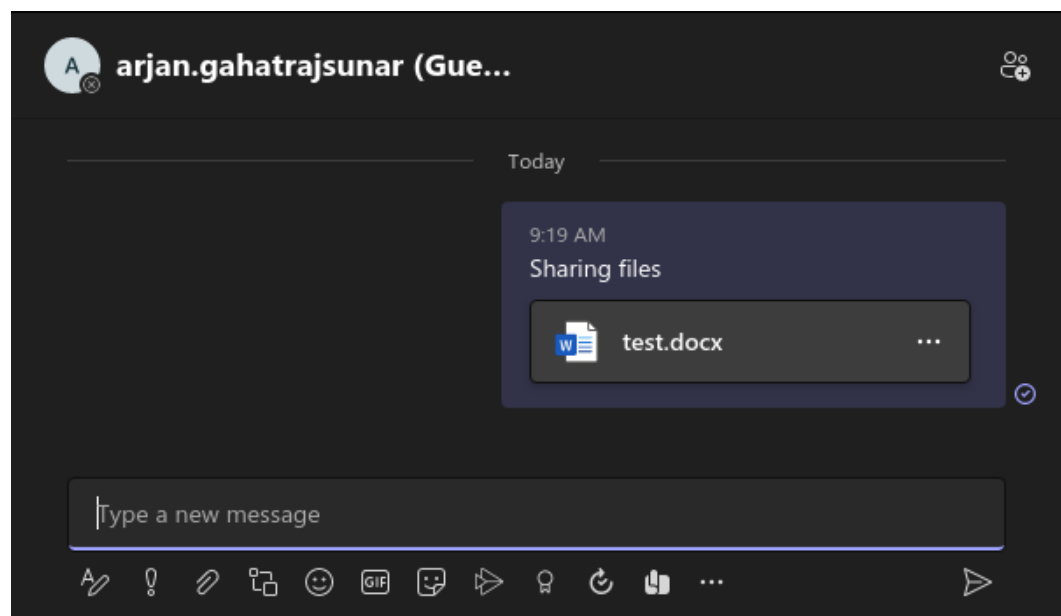 A arjan.gahatrajsunar (Gue...
Today
9:19 AM
Sharing files
W test.docx ...
Type a new message
GIF